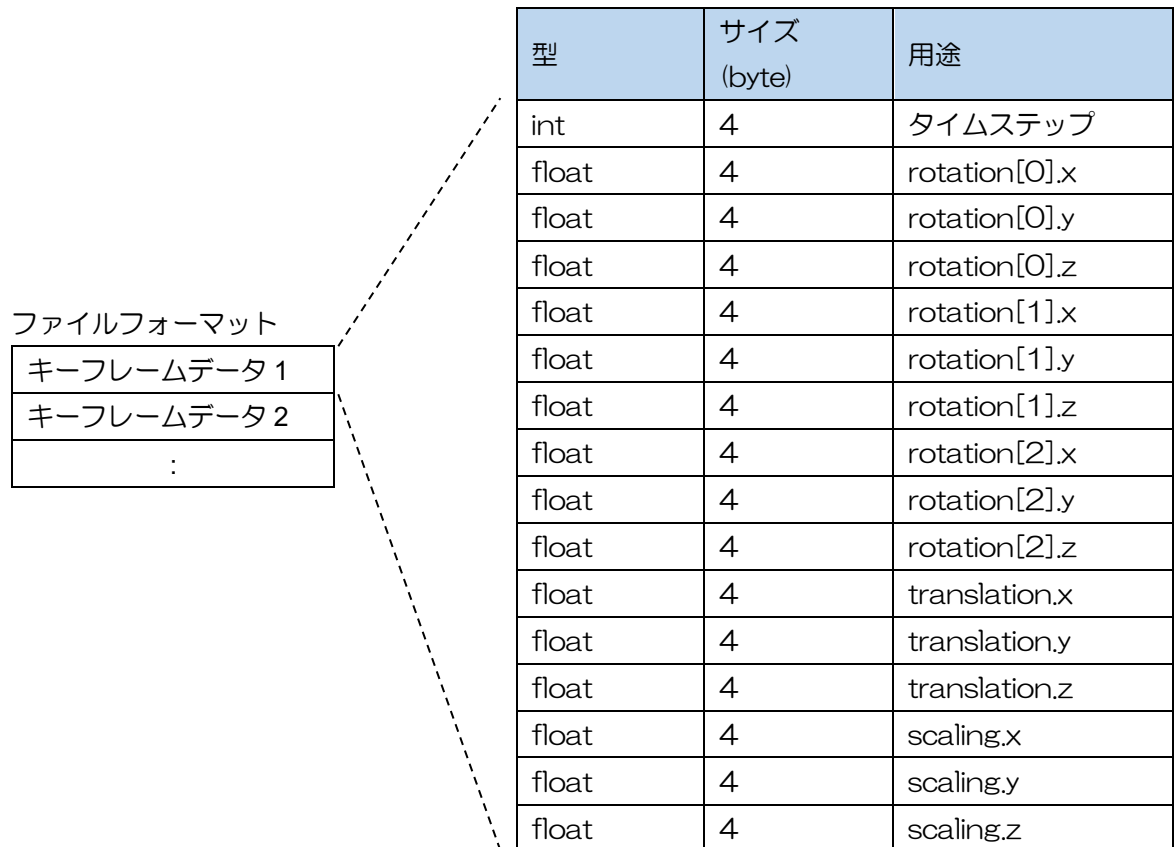 ファイルフォーマット
キーフレームデータ 1
キーフレームデータ 2
:
型 サイズ (byte) 用途
int 4 タイムステップ
float 4 rotation[0].x
float 4 rotation[0].y
float 4 rotation[0].z
float 4 rotation[1].x
float 4 rotation[1].y
float 4 rotation[1].z
float 4 rotation[2].x
float 4 rotation[2].y
float 4 rotation[2].z
float 4 translation.x
float 4 translation.y
float 4 translation.z
float 4 scaling.x
float 4 scaling.y
float 4 scaling.z